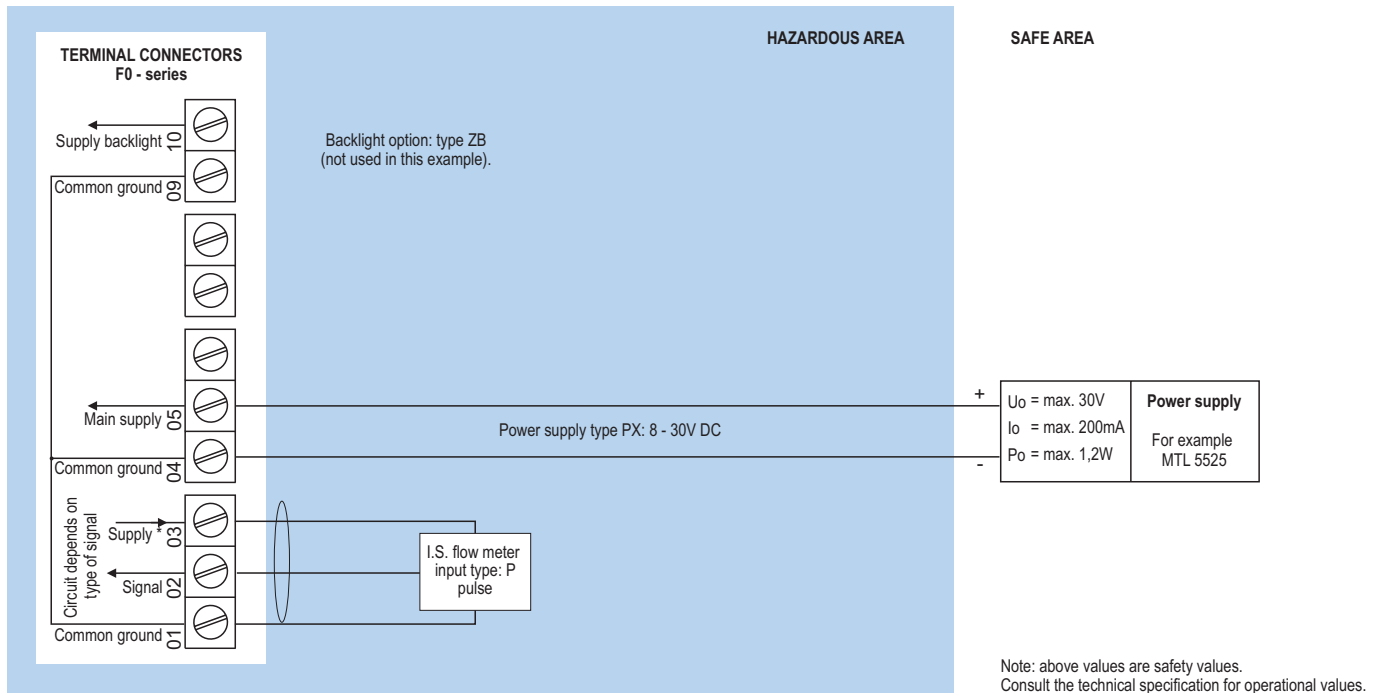 HAZARDOUS AREA
SAFE AREA
TERMINAL CONNECTORS
F0 - series
Supply backlight 10
Common ground 09
Backlight option: type ZB
(not used in this example).
Main supply 05
Common ground 04
Power supply type PX: 8 - 30V DC
+
-
Uo = max. 30V
Io = max. 200mA
Po = max. 1,2W
Power supply
For example
MTL 5525
Circuit depends on
type of signal
Supply * 03
Signal 02
Common ground 01
I.S. flow meter
input type: P
pulse
Note: above values are safety values.
Consult the technical specification for operational values.